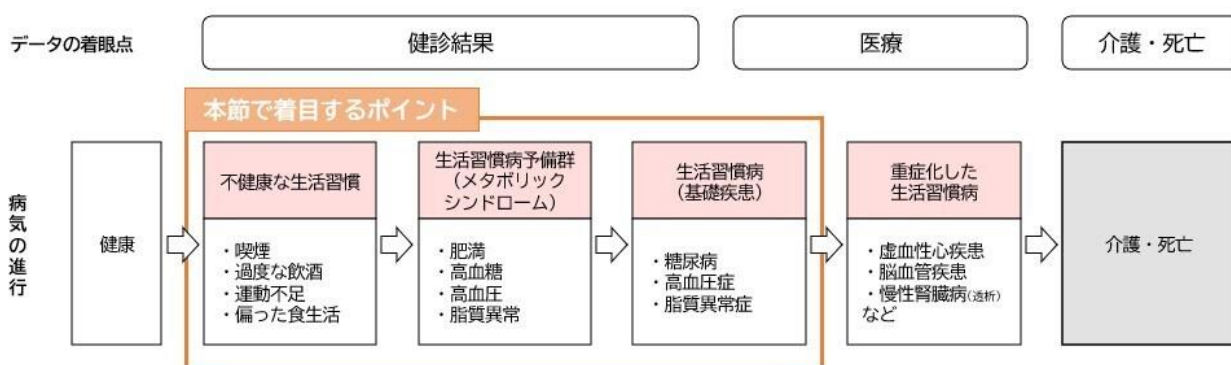 データの着眼点
健診結果
医療
介護・死亡
本節で着目するポイント
病気の進行
健康
不健康な生活習慣
・喫煙
・過度な飲酒
・運動不足
・偏った食生活
生活習慣病予備群
（メタボリック
シンドローム）
・肥満
・高血糖
・高血圧
・脂質異常
生活習慣病
（基礎疾患）
・糖尿病
・高血圧症
・脂質異常症
重症化した
生活習慣病
・虚血性心疾患
・脳血管疾患
・慢性腎臓病(透析)
など
介護・死亡